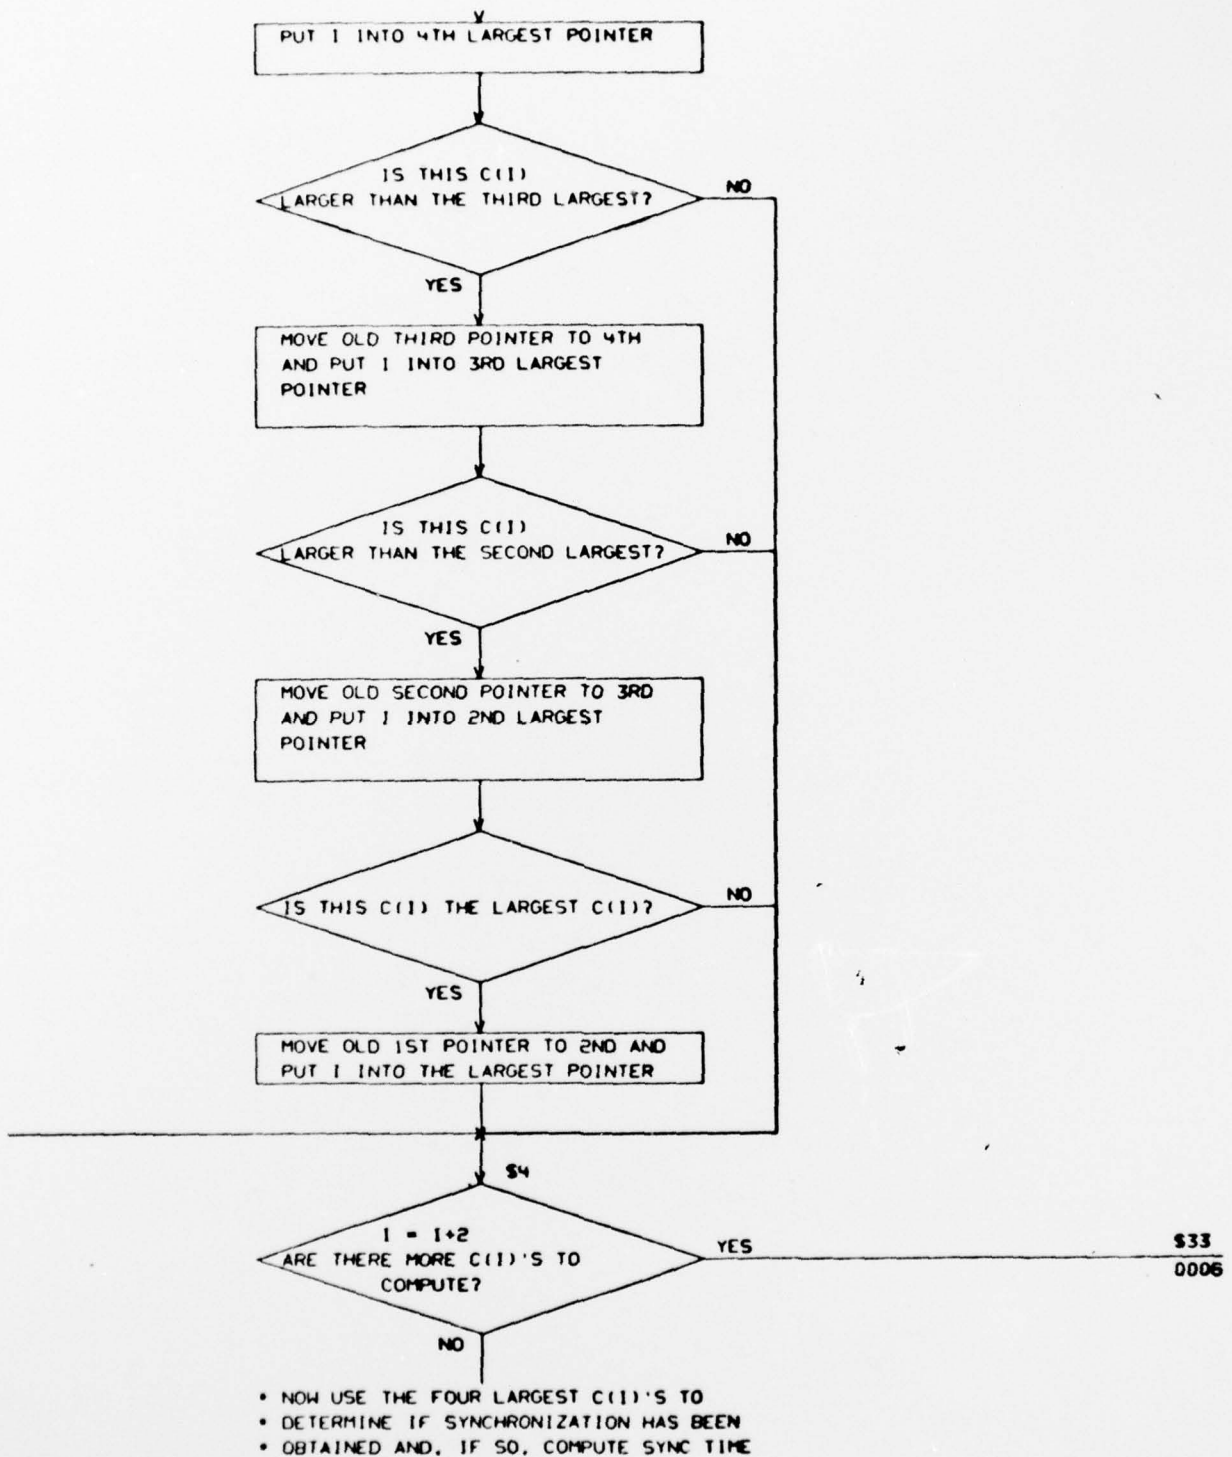 PUT I INTO 4TH LARGEST POINTER
IS THIS C(I)
LARGER THAN THE THIRD LARGEST?
NO
YES
MOVE OLD THIRD POINTER TO 4TH
AND PUT I INTO 3RD LARGEST
POINTER
IS THIS C(I)
LARGER THAN THE SECOND LARGEST?
NO
YES
MOVE OLD SECOND POINTER TO 3RD
AND PUT I INTO 2ND LARGEST
POINTER
IS THIS C(I) THE LARGEST C(I)?
NO
YES
MOVE OLD 1ST POINTER TO 2ND AND
PUT I INTO THE LARGEST POINTER
$4
I = I+2
ARE THERE MORE C(I)'S TO
COMPUTE?
YES
$33
0006
NO
* NOW USE THE FOUR LARGEST C(I)'S TO
* DETERMINE IF SYNCHRONIZATION HAS BEEN
* OBTAINED AND, IF SO, COMPUTE SYNC TIME